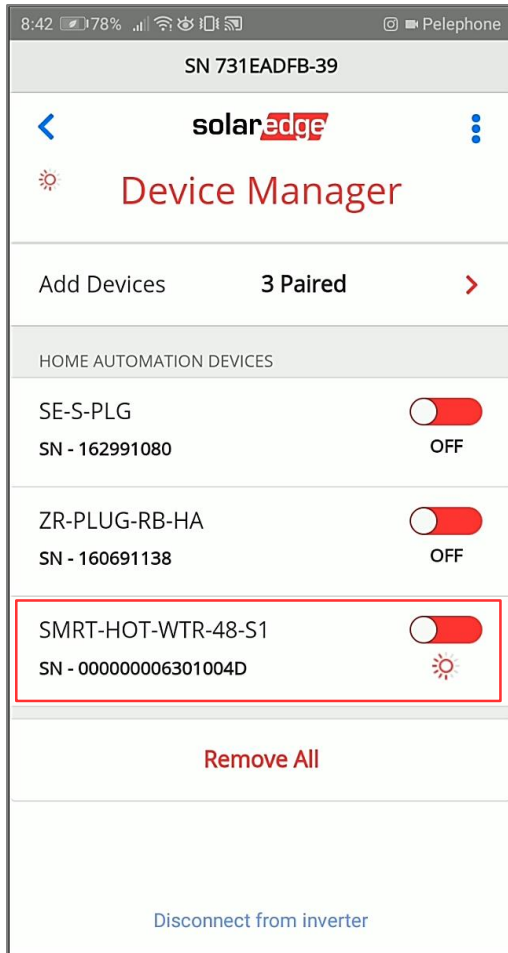 8:42 78% Pelephone
SN 731EADFB-39
solaredge
Device Manager
Add Devices 3 Paired
HOME AUTOMATION DEVICES
SE-S-PLG
SN - 162991080
OFF
ZR-PLUG-RB-HA
SN - 160691138
OFF
SMRT-HOT-WTR-48-S1
SN - 000000006301004D
Remove All
Disconnect from inverter